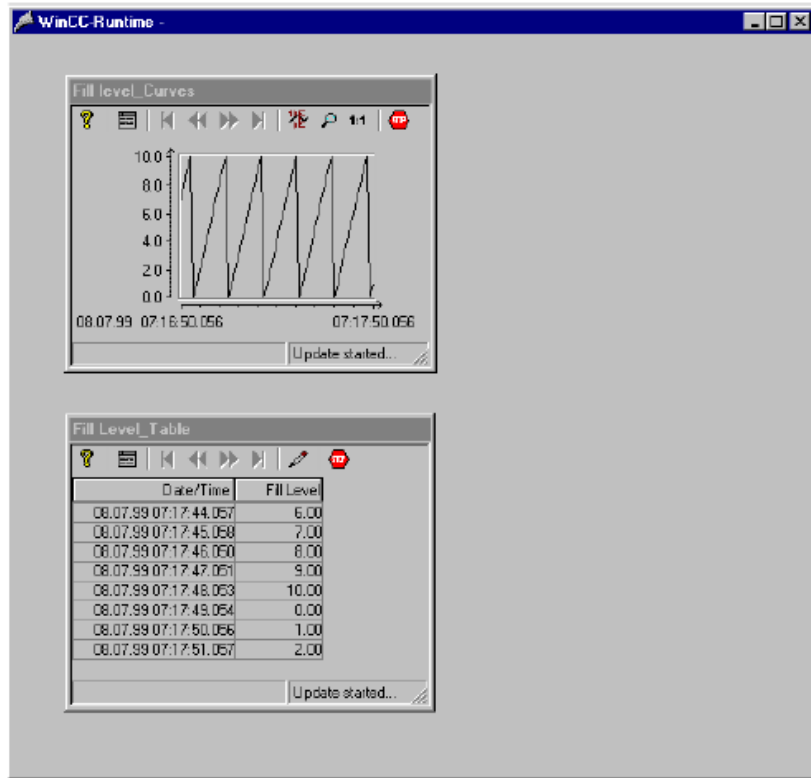 WinCC-Runtime -
Fill level_Curves
1:1
10.0
8.0
6.0
4.0
2.0
0.0
08.07.99 07:16:50.056 07:17:50.056
Update started...
Fill Level_Table
Date/Time Fill Level
08.07.99 07:17:44.057 6.00
08.07.99 07:17:45.058 7.00
08.07.99 07:17:46.050 8.00
08.07.99 07:17:47.051 9.00
08.07.99 07:17:48.053 10.00
08.07.99 07:17:49.054 0.00
08.07.99 07:17:50.056 1.00
08.07.99 07:17:51.057 2.00
Update started...